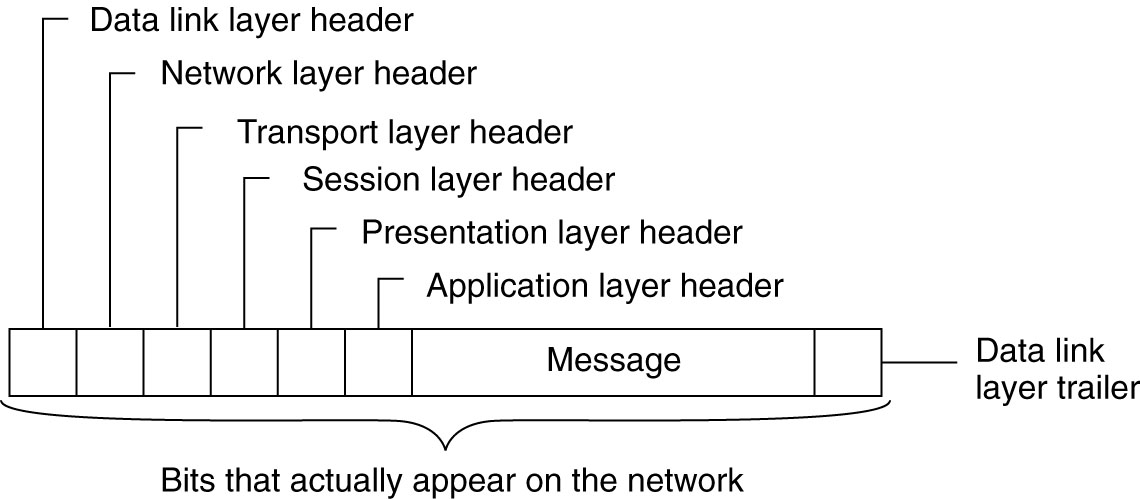 Data link layer header
Network layer header
Transport layer header
Session layer header
Presentation layer header
Application layer header
Message
Data link
layer trailer
Bits that actually appear on the network